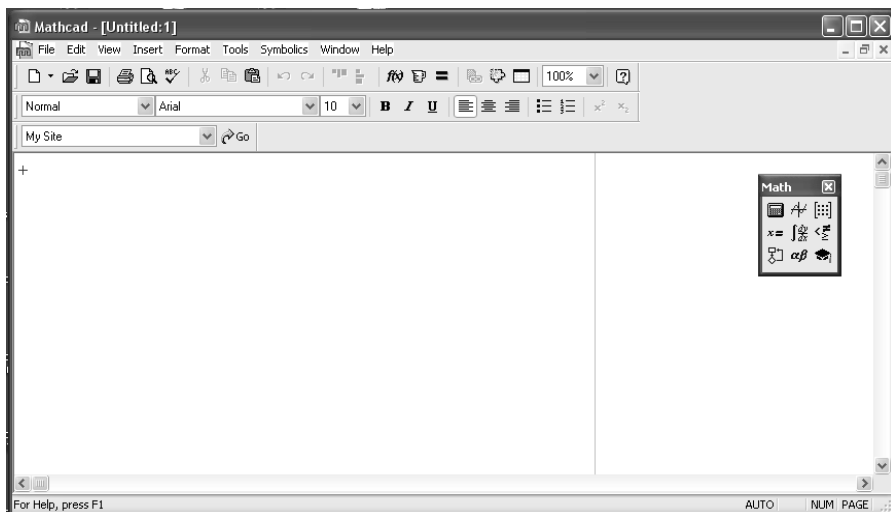 Mathcad - [Untitled:1]
File Edit View Insert Format Tools Symbolics Window Help
100%
Normal Arial 10 B I U
My Site Go
+
Math
x=
αβ
For Help, press F1 AUTO NUM PAGE